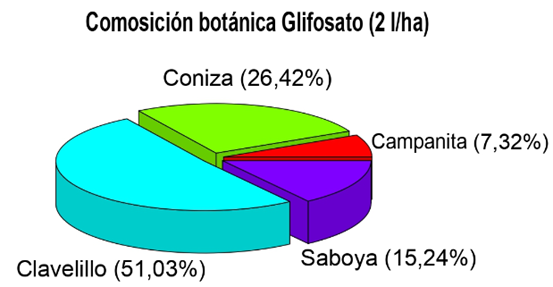 Comosición botánica Glifosato (2 l/ha)
Coniza (26,42%)
Campanita (7,32%)
Saboya (15,24%)
Clavelillo (51,03%)